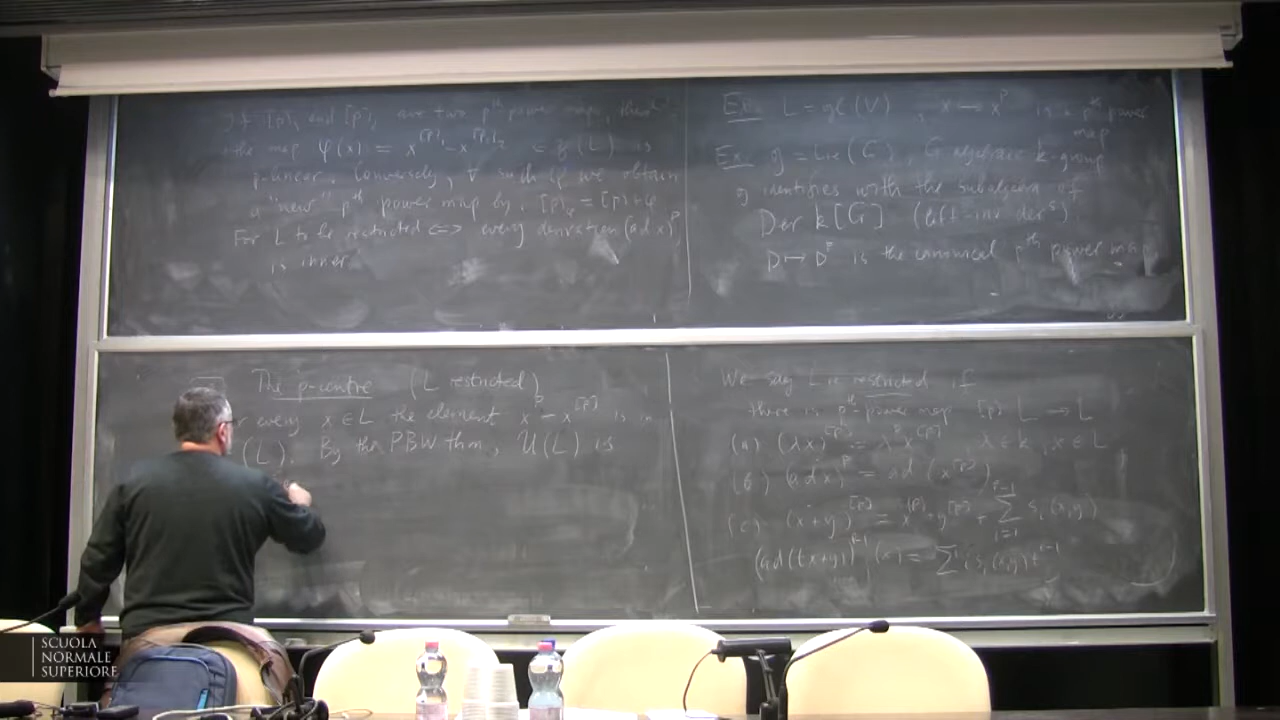 If [p]₁ and [p]₂ are two pᵗʰ power maps, then
the map φ(x) = x^[p]₁ - x^[p]₂ = z(L) is
p-linear. Conversely, ∀ such φ we obtain
a "new" pᵗʰ power map by [p]φ = [p]+φ
For L to be restricted ⇔ every derivation (ad x)^p
is inner
Ex. L = gl(V), x → x^p is a pᵗʰ power
map
Ex. g = Lie(G), G algebraic k-group
g identifies with the subalgebra of
Der k[G] (left-inv derˢ).
D ↦ D^p is the canonical pᵗʰ power map
The p-centre (L restricted)
r every x ∈ L the element x^p - x^[p] is in
(L). By the PBW thm, U(L) is
We say L is restricted if
there is pᵗʰ-power map [p] L → L
(a) (λx)^[p] = λ^p x^[p] λ ∈ k, x ∈ L
(b) (ad x)^p = ad (x^[p])
(c) (x+y)^[p] = x^[p] + y^[p] + ∑_{i=1}^{p-1} s_i(x,y)
(ad(tx+y))^{p-1}(x) = ∑ i s_i(x,y) t^{i-1}
SCUOLA
NORMALE
SUPERIORE